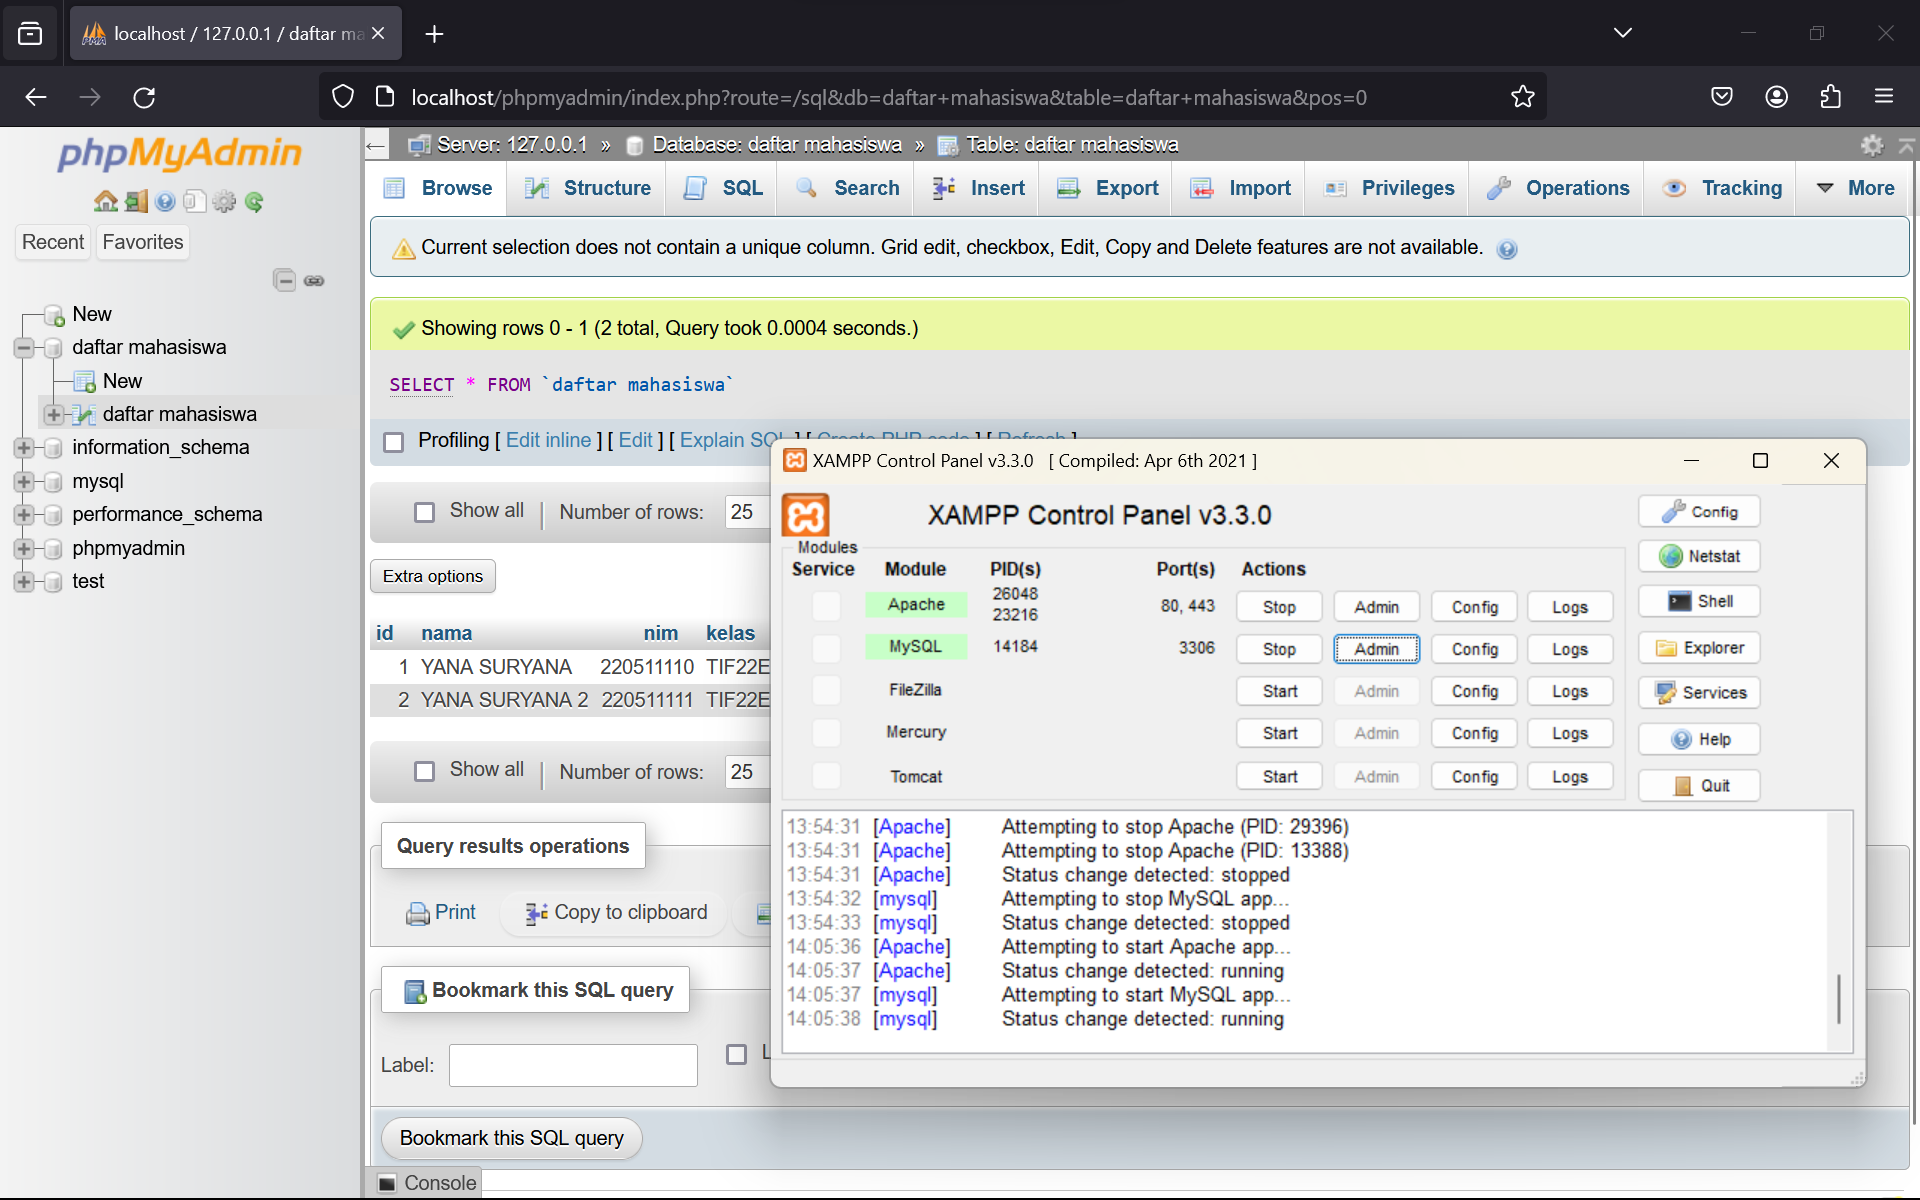 localhost / 127.0.0.1 / daftar ma
localhost/phpmyadmin/index.php?route=/sql&db=daftar+mahasiswa&table=daftar+mahasiswa&pos=0
phpMyAdmin
Recent Favorites
New
daftar mahasiswa
New
daftar mahasiswa
information_schema
mysql
performance_schema
phpmyadmin
test
Server: 127.0.0.1 » Database: daftar mahasiswa » Table: daftar mahasiswa
Browse Structure SQL Search Insert Export Import Privileges Operations Tracking More
Current selection does not contain a unique column. Grid edit, checkbox, Edit, Copy and Delete features are not available.
Showing rows 0 - 1 (2 total, Query took 0.0004 seconds.)
SELECT * FROM `daftar mahasiswa`
Profiling [ Edit inline ] [ Edit ] [ Explain SQL ] [ Create PHP code ] [ Refresh ]
Show all Number of rows: 25
Extra options
id nama nim kelas
1 YANA SURYANA 220511110 TIF22E
2 YANA SURYANA 2 220511111 TIF22E
Show all Number of rows: 25
Query results operations
Print Copy to clipboard
Bookmark this SQL query
Label:
Bookmark this SQL query
Console
XAMPP Control Panel v3.3.0 [ Compiled: Apr 6th 2021 ]
XAMPP Control Panel v3.3.0
Modules
Service Module PID(s) Port(s) Actions
Apache 26048 23216 80, 443 Stop Admin Config Logs
MySQL 14184 3306 Stop Admin Config Logs
FileZilla Start Admin Config Logs
Mercury Start Admin Config Logs
Tomcat Start Admin Config Logs
Config
Netstat
Shell
Explorer
Services
Help
Quit
13:54:31 [Apache] Attempting to stop Apache (PID: 29396)
13:54:31 [Apache] Attempting to stop Apache (PID: 13388)
13:54:31 [Apache] Status change detected: stopped
13:54:32 [mysql] Attempting to stop MySQL app...
13:54:33 [mysql] Status change detected: stopped
14:05:36 [Apache] Attempting to start Apache app...
14:05:37 [Apache] Status change detected: running
14:05:37 [mysql] Attempting to start MySQL app...
14:05:38 [mysql] Status change detected: running